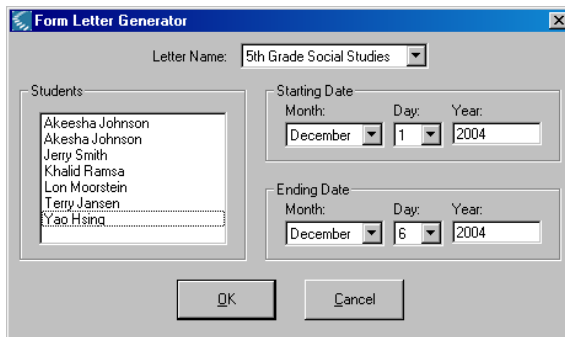 Form Letter Generator
Letter Name: 5th Grade Social Studies
Students
Akeesha Johnson
Akesha Johnson
Jerry Smith
Khalid Ramsa
Lon Moorstein
Terry Jansen
Yao Hsing
Starting Date
Month: Day: Year:
December 1 2004
Ending Date
Month: Day: Year:
December 6 2004
OK Cancel